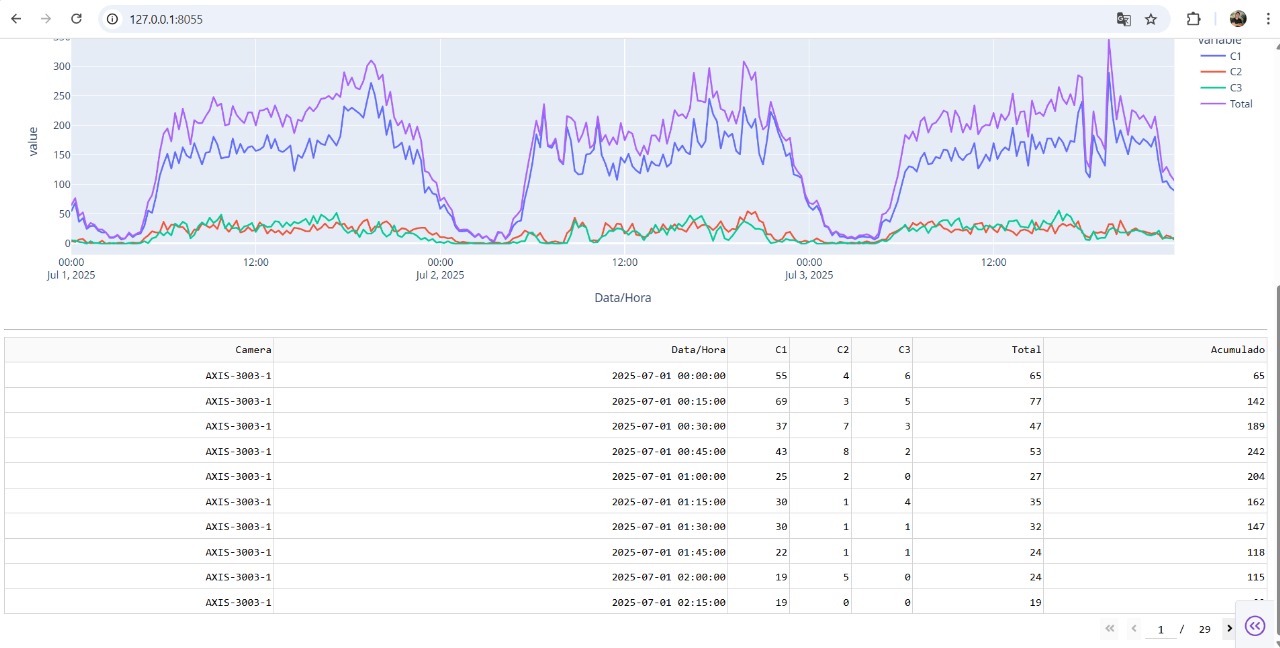 127.0.0.1:8055
350
variable
300
250
200
150
100
50
0
value
C1
C2
C3
Total
00:00 12:00 00:00 12:00 00:00 12:00
Jul 1, 2025 Jul 2, 2025 Jul 3, 2025
Data/Hora
Camera Data/Hora C1 C2 C3 Total Acumulado
AXIS-3003-1 2025-07-01 00:00:00 55 4 6 65 65
AXIS-3003-1 2025-07-01 00:15:00 69 3 5 77 142
AXIS-3003-1 2025-07-01 00:30:00 37 7 3 47 189
AXIS-3003-1 2025-07-01 00:45:00 43 8 2 53 242
AXIS-3003-1 2025-07-01 01:00:00 25 2 0 27 204
AXIS-3003-1 2025-07-01 01:15:00 30 1 4 35 162
AXIS-3003-1 2025-07-01 01:30:00 30 1 1 32 147
AXIS-3003-1 2025-07-01 01:45:00 22 1 1 24 118
AXIS-3003-1 2025-07-01 02:00:00 19 5 0 24 115
AXIS-3003-1 2025-07-01 02:15:00 19 0 0 19
1 / 29